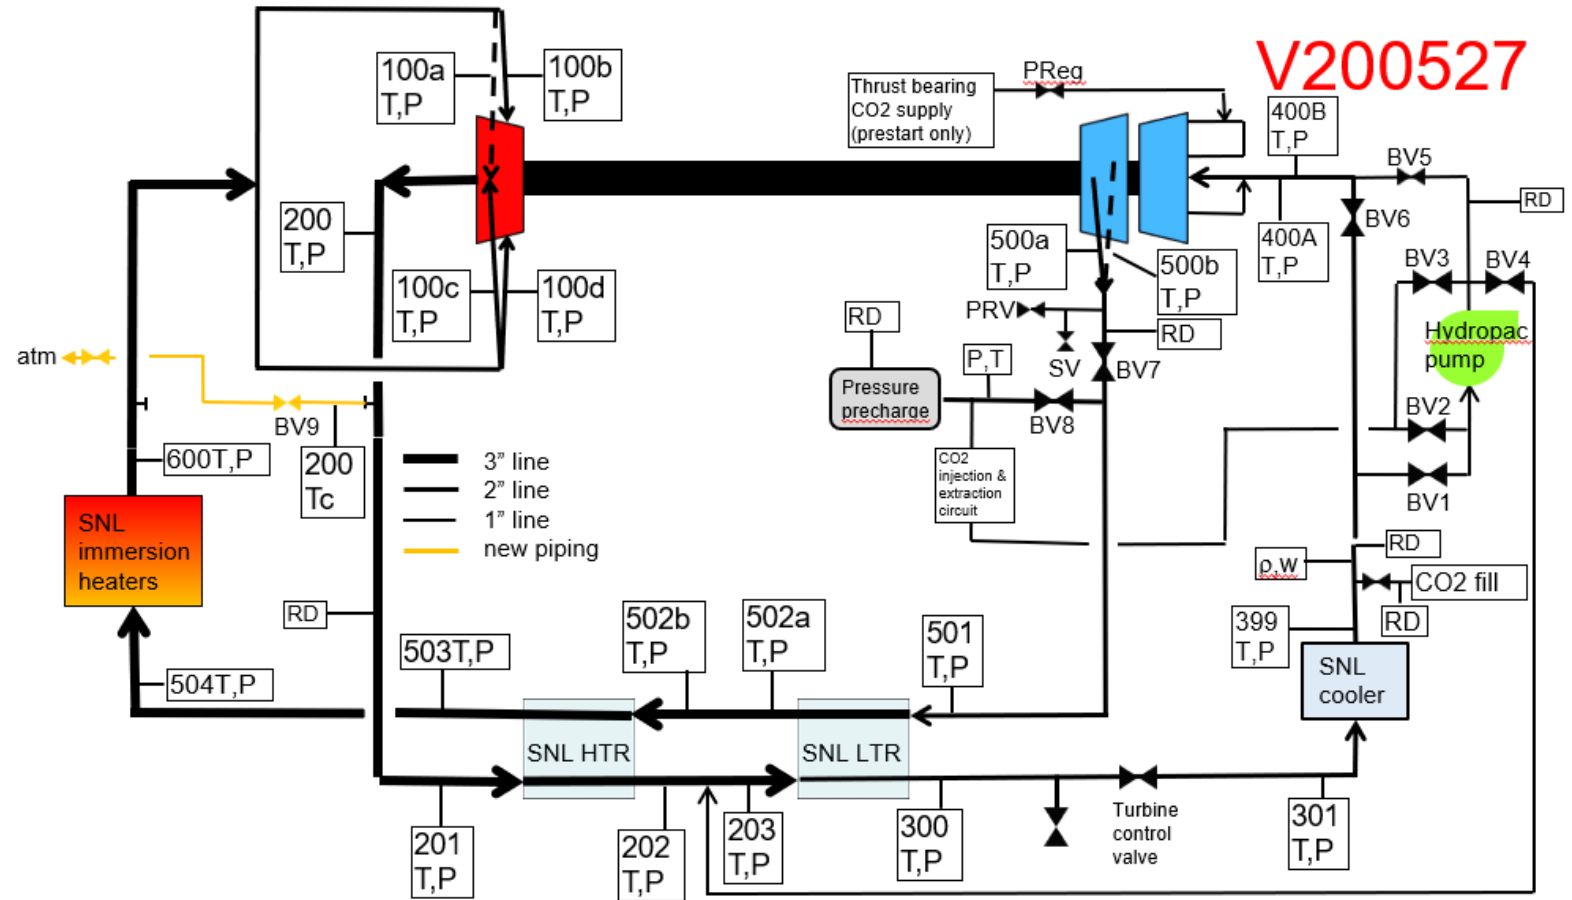 V200527
100a
T,P
100b
T,P
Thrust bearing
CO2 supply
(prestart only)
PReg
400B
T,P
BV5
RD
BV6
200
T,P
500a
T,P
500b
T,P
400A
T,P
BV3
BV4
100c
T,P
100d
T,P
RD
PRV
RD
SV
BV7
Hydropac
pump
atm
P,T
Pressure
precharge
BV8
BV2
BV9
600T,P
200
Tc
3” line
2” line
1” line
new piping
CO2
injection &
extraction
circuit
BV1
SNL
immersion
heaters
RD
ρ,w
CO2 fill
RD
RD
399
T,P
502b
T,P
502a
T,P
501
T,P
503T,P
504T,P
SNL
cooler
SNL HTR
SNL LTR
201
T,P
202
T,P
203
T,P
300
T,P
Turbine
control
valve
301
T,P